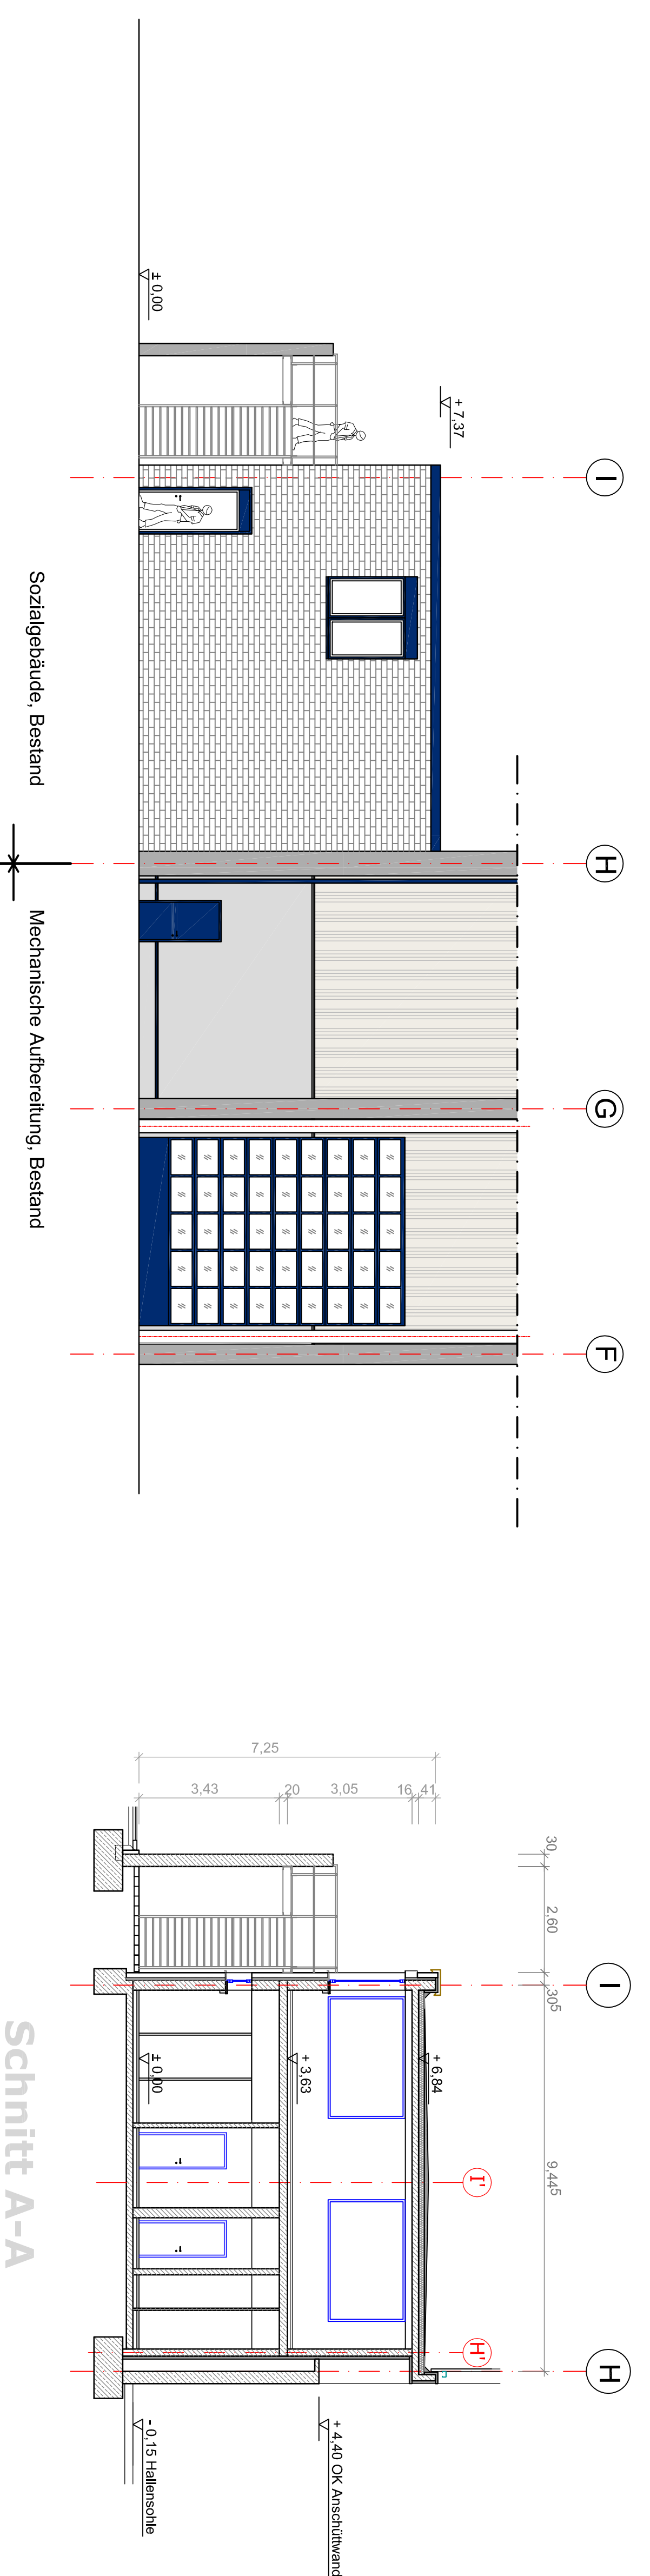 I
H
G
F
+ 7,37
± 0,00
Sozialgebäude, Bestand
Mechanische Aufbereitung, Bestand
I
H
30
2,60
305
9,445
I'
H'
7,25
3,43
20
3,05
16
41
+ 6,84
+ 3,63
± 0,00
+ 4,40 OK Anschüttwand
- 0,15 Hallensohle
Schnitt A-A